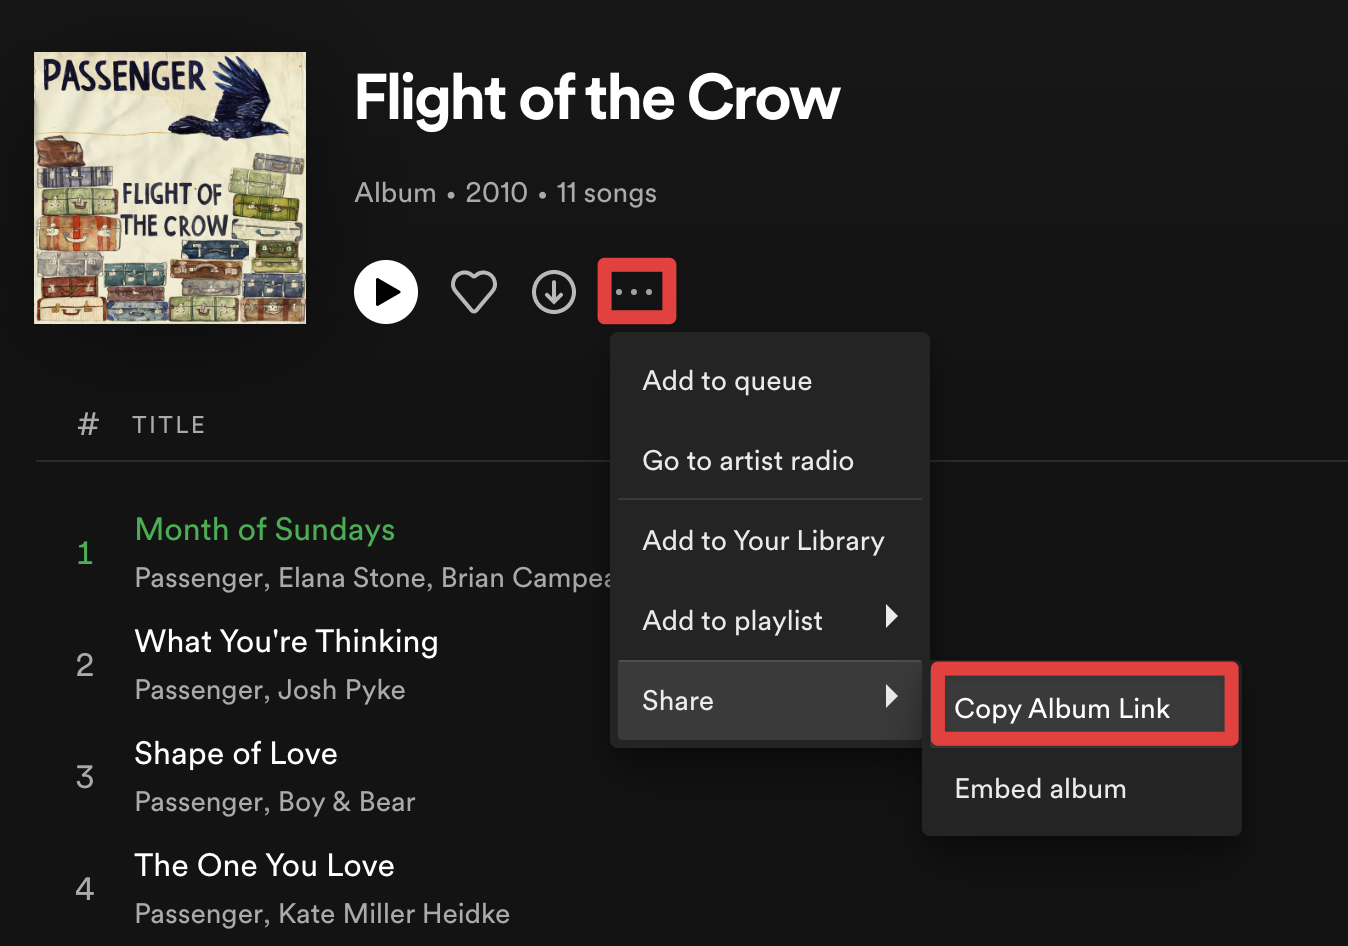 PASSENGER
FLIGHT OF
THE CROW
Flight of the Crow
Album • 2010 • 11 songs
Add to queue
Go to artist radio
Add to Your Library
Add to playlist
Share
Copy Album Link
Embed album
# TITLE
1
Month of Sundays
Passenger, Elana Stone, Brian Campea
2
What You're Thinking
Passenger, Josh Pyke
3
Shape of Love
Passenger, Boy & Bear
4
The One You Love
Passenger, Kate Miller Heidke